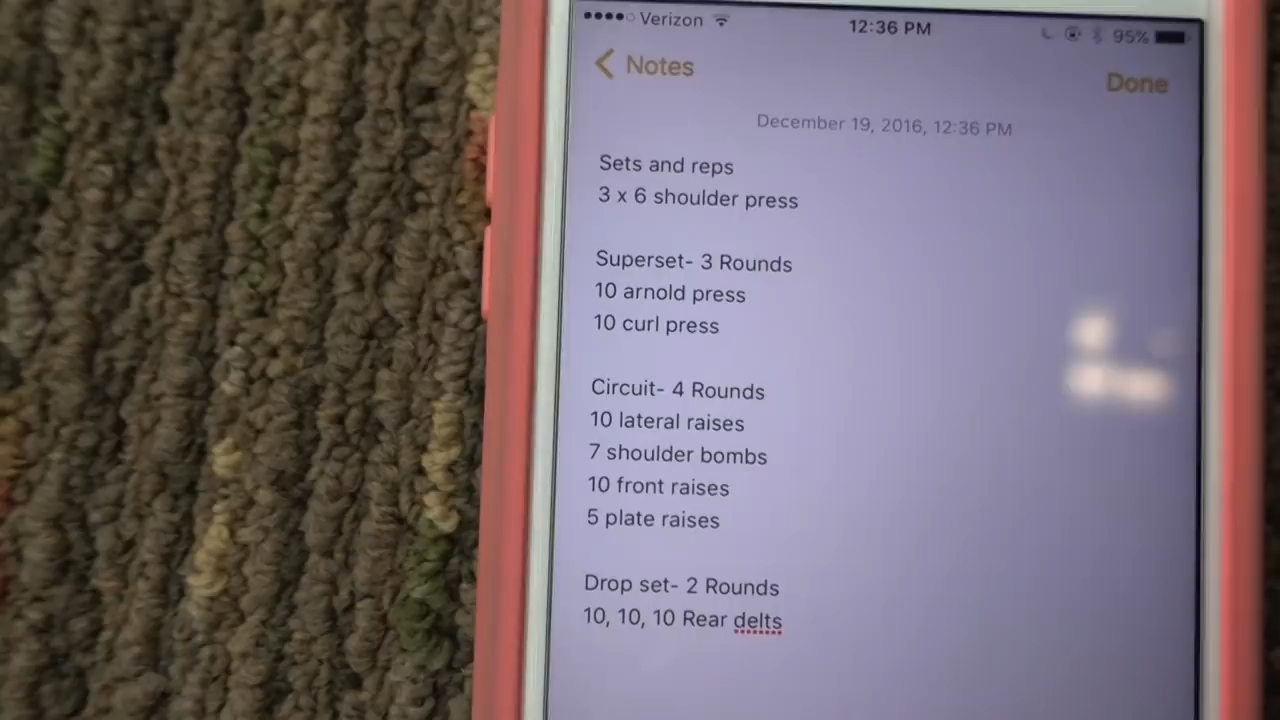 Verizon 12:36 PM 95%
Notes
Done
December 19, 2016, 12:36 PM
Sets and reps
3 x 6 shoulder press
Superset- 3 Rounds
10 arnold press
10 curl press
Circuit- 4 Rounds
10 lateral raises
7 shoulder bombs
10 front raises
5 plate raises
Drop set- 2 Rounds
10, 10, 10 Rear delts